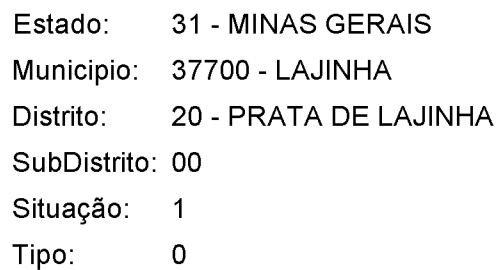 Estado: 31 - MINAS GERAIS
Municipio: 37700 - LAJINHA
Distrito: 20 - PRATA DE LAJINHA
SubDistrito: 00
Situação: 1
Tipo: 0